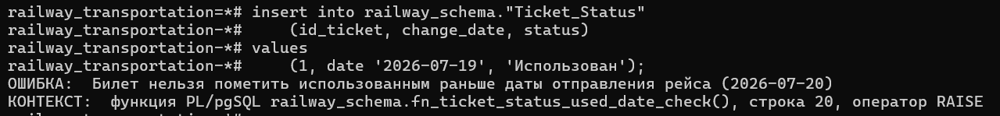 railway_transportation=*# insert into railway_schema."Ticket_Status"
railway_transportation-*#     (id_ticket, change_date, status)
railway_transportation-*# values
railway_transportation-*#     (1, date '2026-07-19', 'Использован');
ОШИБКА:  Билет нельзя пометить использованным раньше даты отправления рейса (2026-07-20)
КОНТЕКСТ:  функция PL/pgSQL railway_schema.fn_ticket_status_used_date_check(), строка 20, оператор RAISE